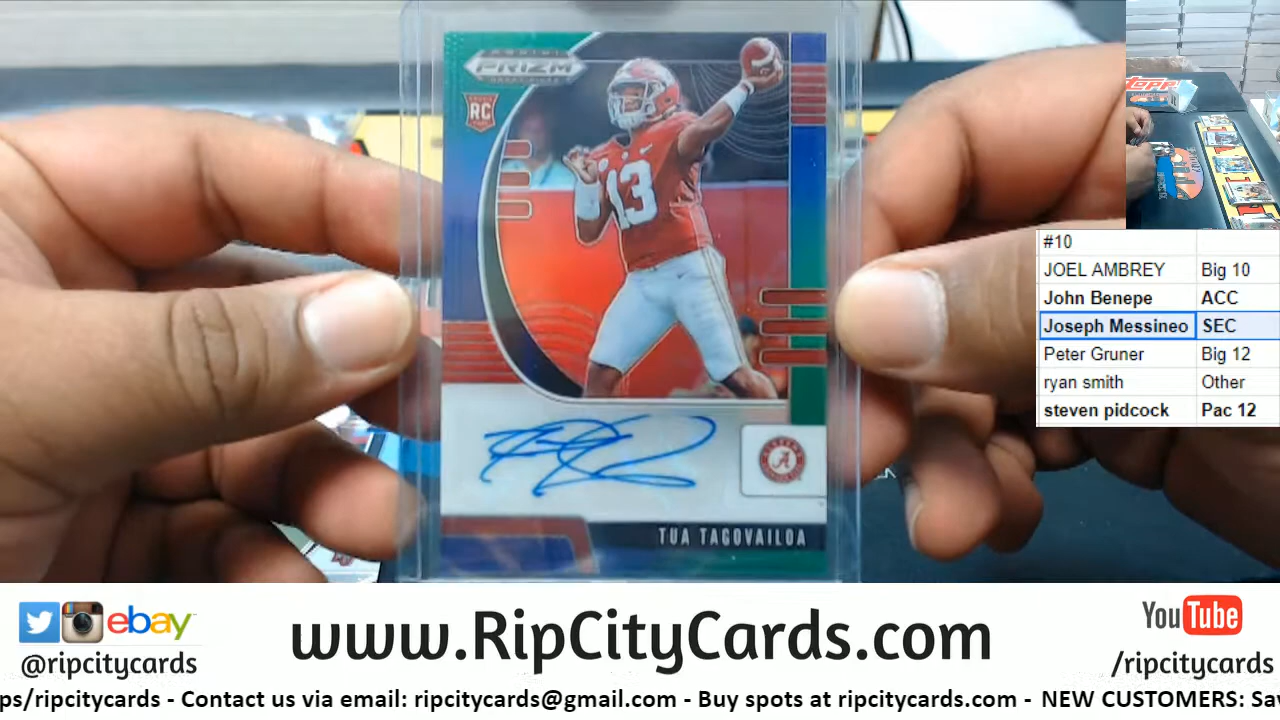 PANINI
PRIZM
RC
13
TUA TAGOVAILOA
#10
JOEL AMBREY Big 10
John Benepe ACC
Joseph Messineo SEC
Peter Gruner Big 12
ryan smith Other
steven pidcock Pac 12
ebay
@ripcitycards
www.RipCityCards.com
YouTube
/ripcitycards
ps/ripcitycards - Contact us via email: ripcitycards@gmail.com - Buy spots at ripcitycards.com - NEW CUSTOMERS: Sav